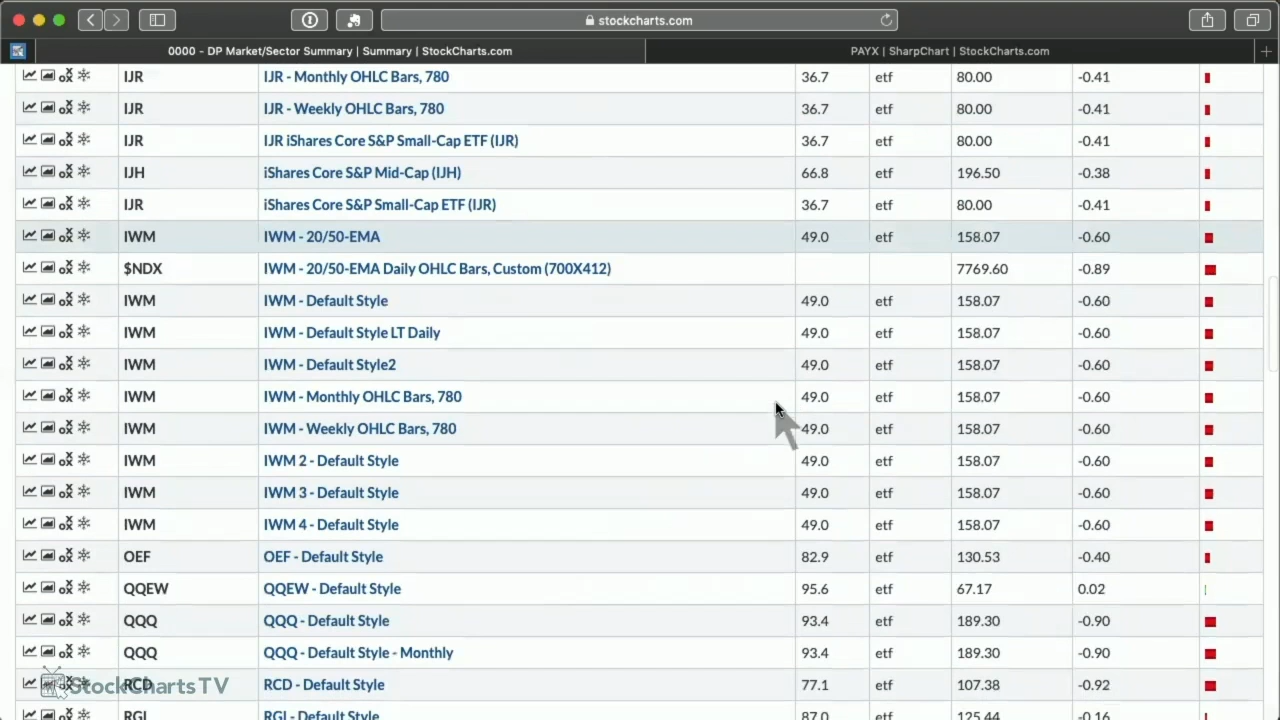 stockcharts.com
0000 - DP Market/Sector Summary | Summary | StockCharts.com PAYX | SharpChart | StockCharts.com
IJR IJR - Monthly OHLC Bars, 780 36.7 etf 80.00 -0.41
IJR IJR - Weekly OHLC Bars, 780 36.7 etf 80.00 -0.41
IJR IJR iShares Core S&P Small-Cap ETF (IJR) 36.7 etf 80.00 -0.41
IJH iShares Core S&P Mid-Cap (IJH) 66.8 etf 196.50 -0.38
IJR iShares Core S&P Small-Cap ETF (IJR) 36.7 etf 80.00 -0.41
IWM IWM - 20/50-EMA 49.0 etf 158.07 -0.60
$NDX IWM - 20/50-EMA Daily OHLC Bars, Custom (700X412) 7769.60 -0.89
IWM IWM - Default Style 49.0 etf 158.07 -0.60
IWM IWM - Default Style LT Daily 49.0 etf 158.07 -0.60
IWM IWM - Default Style2 49.0 etf 158.07 -0.60
IWM IWM - Monthly OHLC Bars, 780 49.0 etf 158.07 -0.60
IWM IWM - Weekly OHLC Bars, 780 49.0 etf 158.07 -0.60
IWM IWM 2 - Default Style 49.0 etf 158.07 -0.60
IWM IWM 3 - Default Style 49.0 etf 158.07 -0.60
IWM IWM 4 - Default Style 49.0 etf 158.07 -0.60
OEF OEF - Default Style 82.9 etf 130.53 -0.40
QQEW QQEW - Default Style 95.6 etf 67.17 0.02
QQQ QQQ - Default Style 93.4 etf 189.30 -0.90
QQQ QQQ - Default Style - Monthly 93.4 etf 189.30 -0.90
RCD RCD - Default Style 77.1 etf 107.38 -0.92
StockChartsTV
RGI RGI - Default Style 87.0 etf 125.44 -0.16